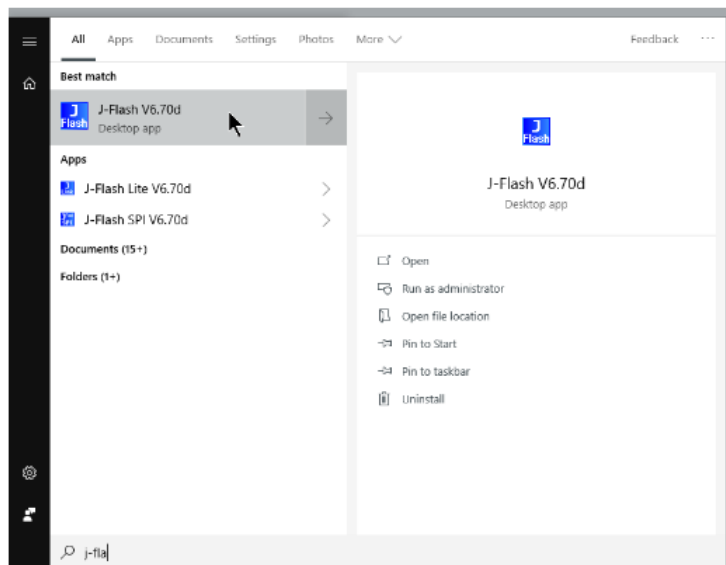 All Apps Documents Settings Photos More Feedback ...
Best match
J Flash
J-Flash V6.70d
Desktop app
Apps
J-Flash Lite V6.70d
J-Flash SPI V6.70d
Documents (15+)
Folders (1+)
J Flash
J-Flash V6.70d
Desktop app
Open
Run as administrator
Open file location
Pin to Start
Pin to taskbar
Uninstall
j-fla